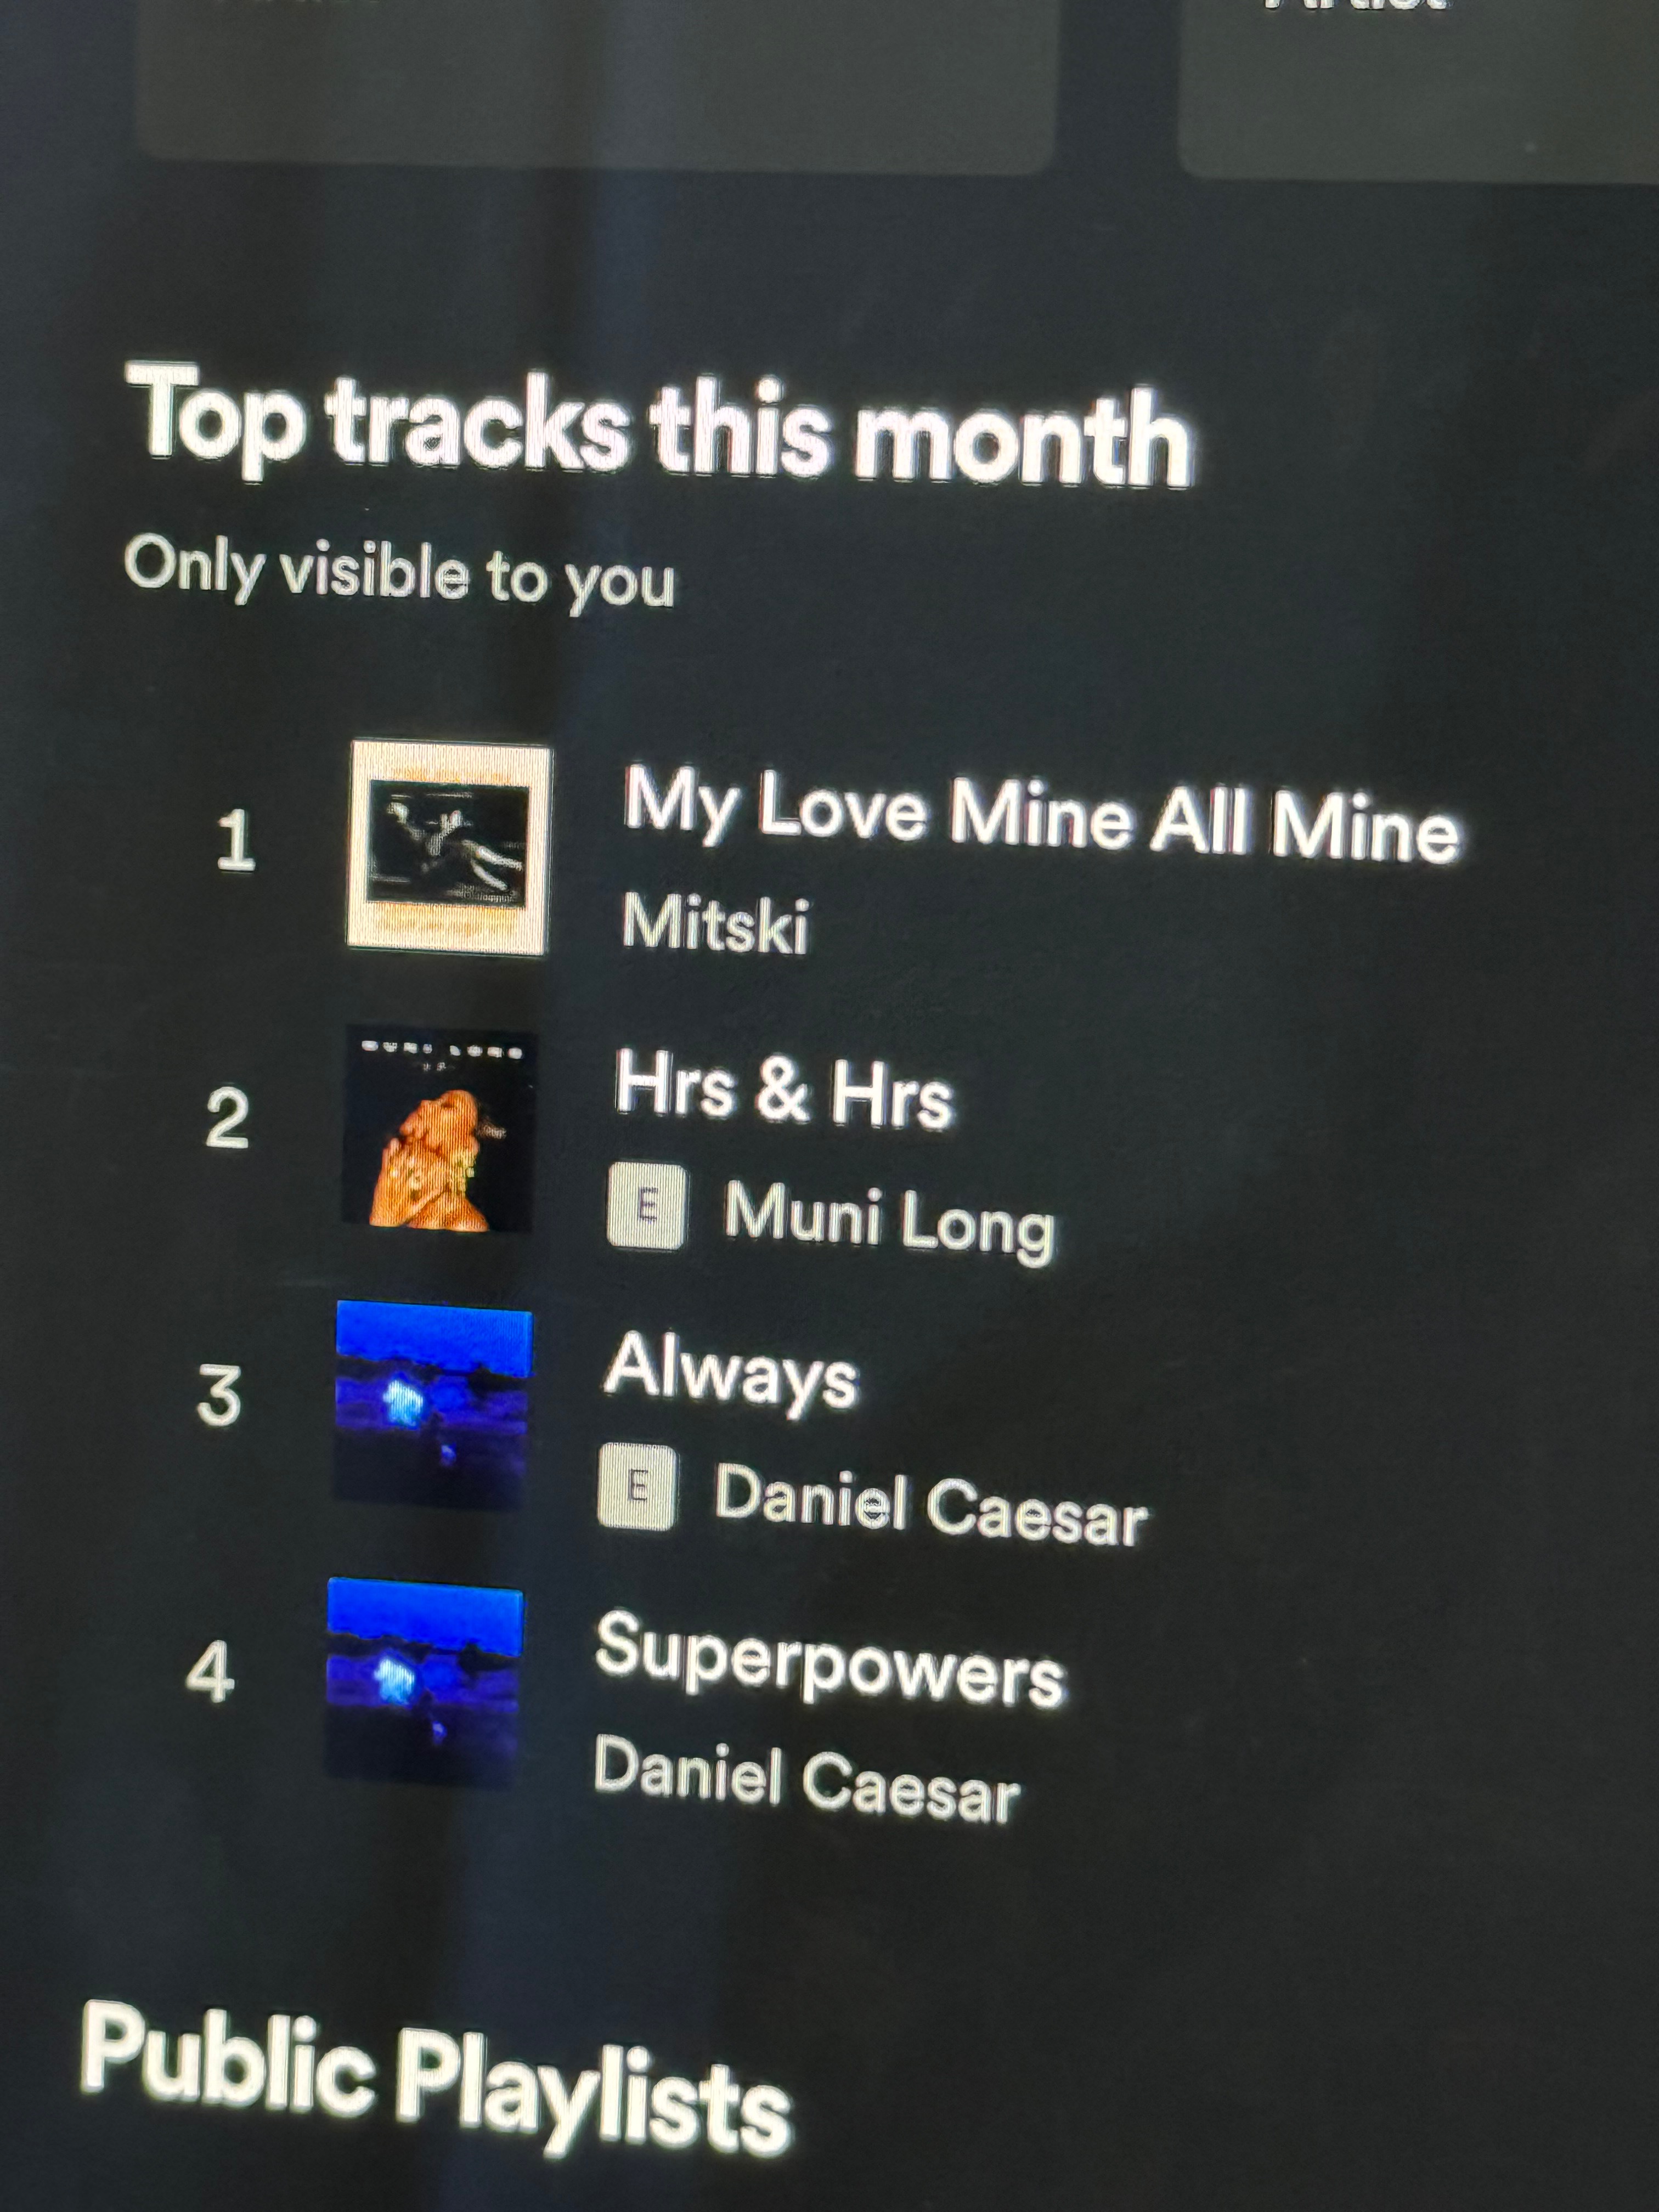 Artist
Top tracks this month
Only visible to you
1
My Love Mine All Mine
Mitski
2
MUNI LONG
Hrs & Hrs
E Muni Long
3
Always
E Daniel Caesar
4
Superpowers
Daniel Caesar
Public Playlists